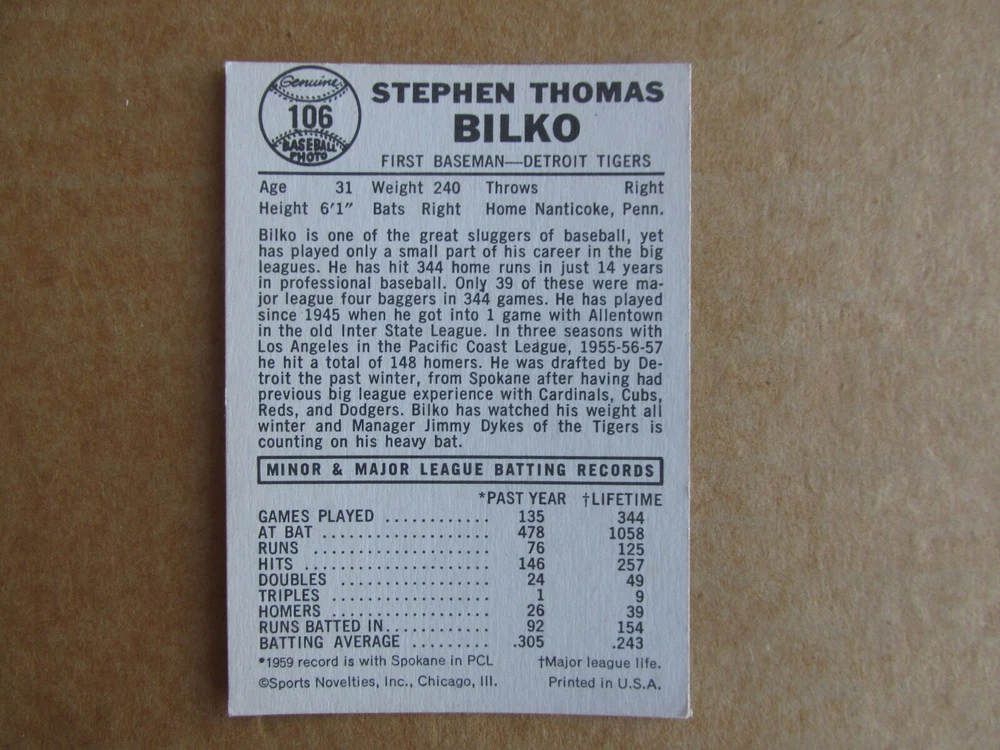 Genuine
106
BASEBALL
PHOTO
STEPHEN THOMAS
BILKO
FIRST BASEMAN—DETROIT TIGERS
Age 31 Weight 240 Throws Right
Height 6'1" Bats Right Home Nanticoke, Penn.
Bilko is one of the great sluggers of baseball, yet
has played only a small part of his career in the big
leagues. He has hit 344 home runs in just 14 years
in professional baseball. Only 39 of these were ma-
jor league four baggers in 344 games. He has played
since 1945 when he got into 1 game with Allentown
in the old Inter State League. In three seasons with
Los Angeles in the Pacific Coast League, 1955-56-57
he hit a total of 148 homers. He was drafted by De-
troit the past winter, from Spokane after having had
previous big league experience with Cardinals, Cubs,
Reds, and Dodgers. Bilko has watched his weight all
winter and Manager Jimmy Dykes of the Tigers is
counting on his heavy bat.
MINOR & MAJOR LEAGUE BATTING RECORDS
*PAST YEAR †LIFETIME
GAMES PLAYED ............ 135 344
AT BAT .................. 478 1058
RUNS ................... 76 125
HITS ..................... 146 257
DOUBLES ................ 24 49
TRIPLES .................. 1 9
HOMERS ................. 26 39
RUNS BATTED IN............ 92 154
BATTING AVERAGE ......... .305 .243
*1959 record is with Spokane in PCL †Major league life.
©Sports Novelties, Inc., Chicago, Ill. Printed in U.S.A.